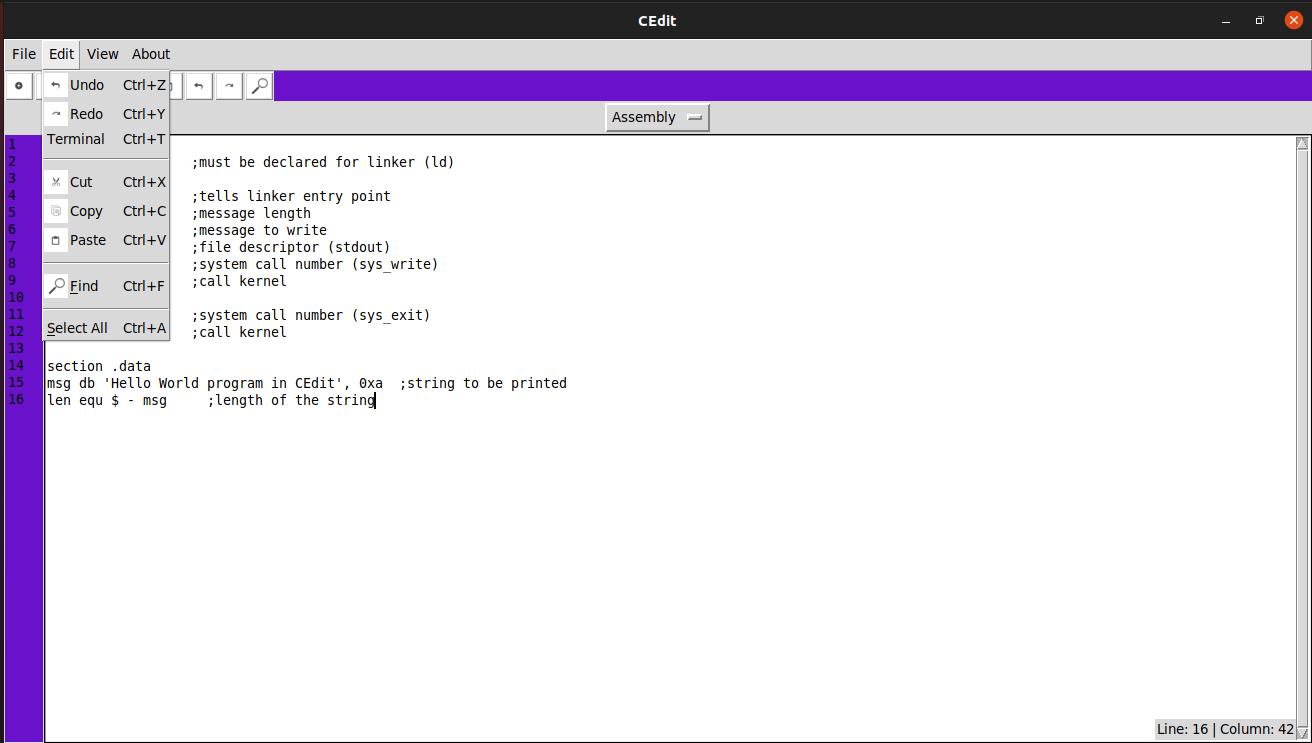 CEdit
File Edit View About
Undo Ctrl+Z
Redo Ctrl+Y
Terminal Ctrl+T
Cut Ctrl+X
Copy Ctrl+C
Paste Ctrl+V
Find Ctrl+F
Select All Ctrl+A
Assembly
1
2 ;must be declared for linker (ld)
3
4 ;tells linker entry point
5 ;message length
6 ;message to write
7 ;file descriptor (stdout)
8 ;system call number (sys_write)
9 ;call kernel
10
11 ;system call number (sys_exit)
12 ;call kernel
13
14 section .data
15 msg db 'Hello World program in CEdit', 0xa ;string to be printed
16 len equ $ - msg ;length of the string
Line: 16 | Column: 42